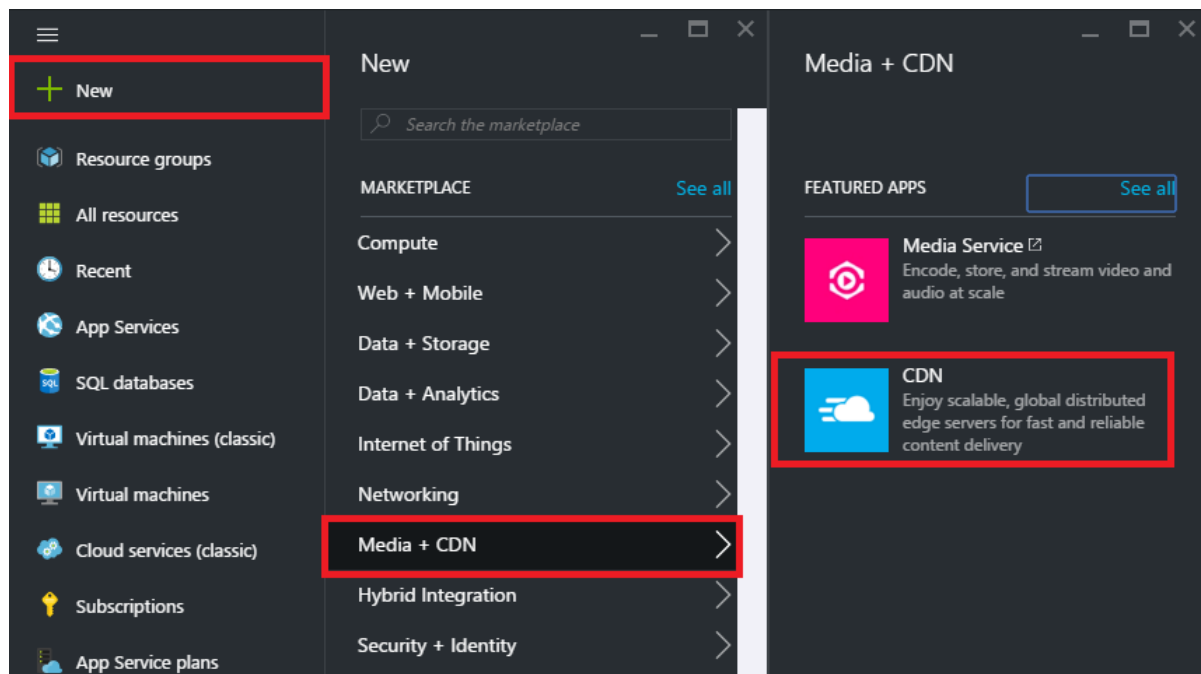 New
Resource groups
All resources
Recent
App Services
SQL databases
Virtual machines (classic)
Virtual machines
Cloud services (classic)
Subscriptions
App Service plans
New
Search the marketplace
MARKETPLACE See all
Compute
Web + Mobile
Data + Storage
Data + Analytics
Internet of Things
Networking
Media + CDN
Hybrid Integration
Security + Identity
Media + CDN
FEATURED APPS See all
Media Service
Encode, store, and stream video and
audio at scale
CDN
Enjoy scalable, global distributed
edge servers for fast and reliable
content delivery